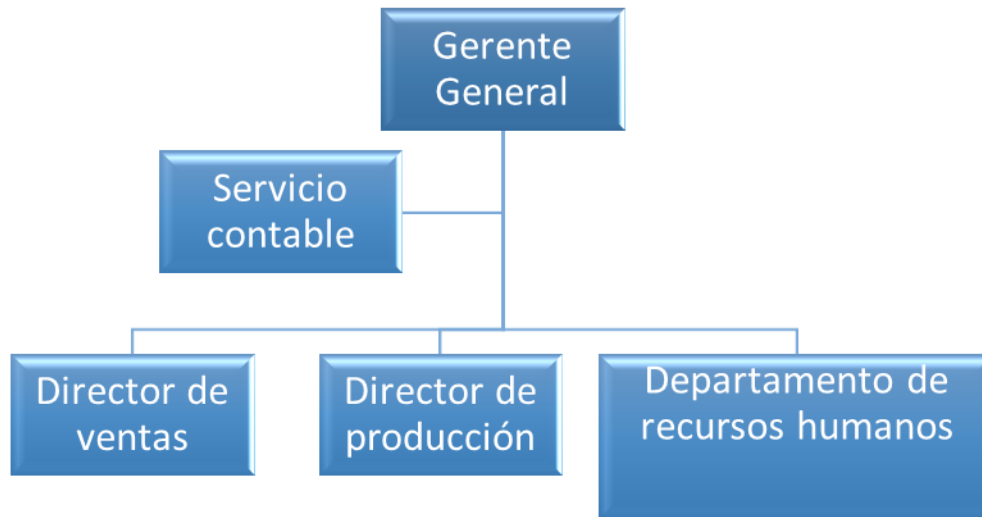 Gerente
General
Servicio
contable
Director de
ventas
Director de
producción
Departamento de
recursos humanos